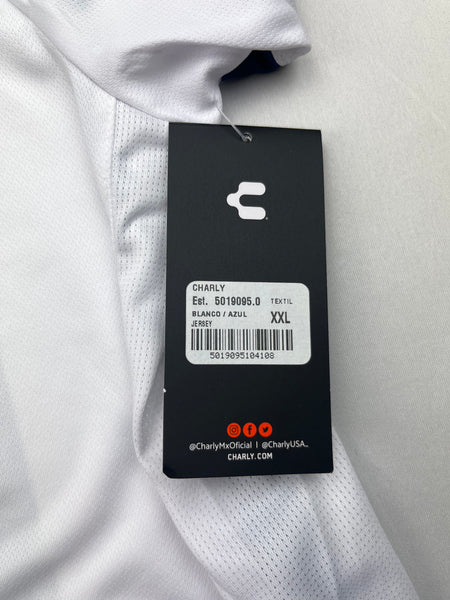 CHARLY
Est. 5019095.0 TEXTIL
BLANCO / AZUL XXL
JERSEY
5019095104108
@CharlyMxOficial | @CharlyUSA_
CHARLY.COM